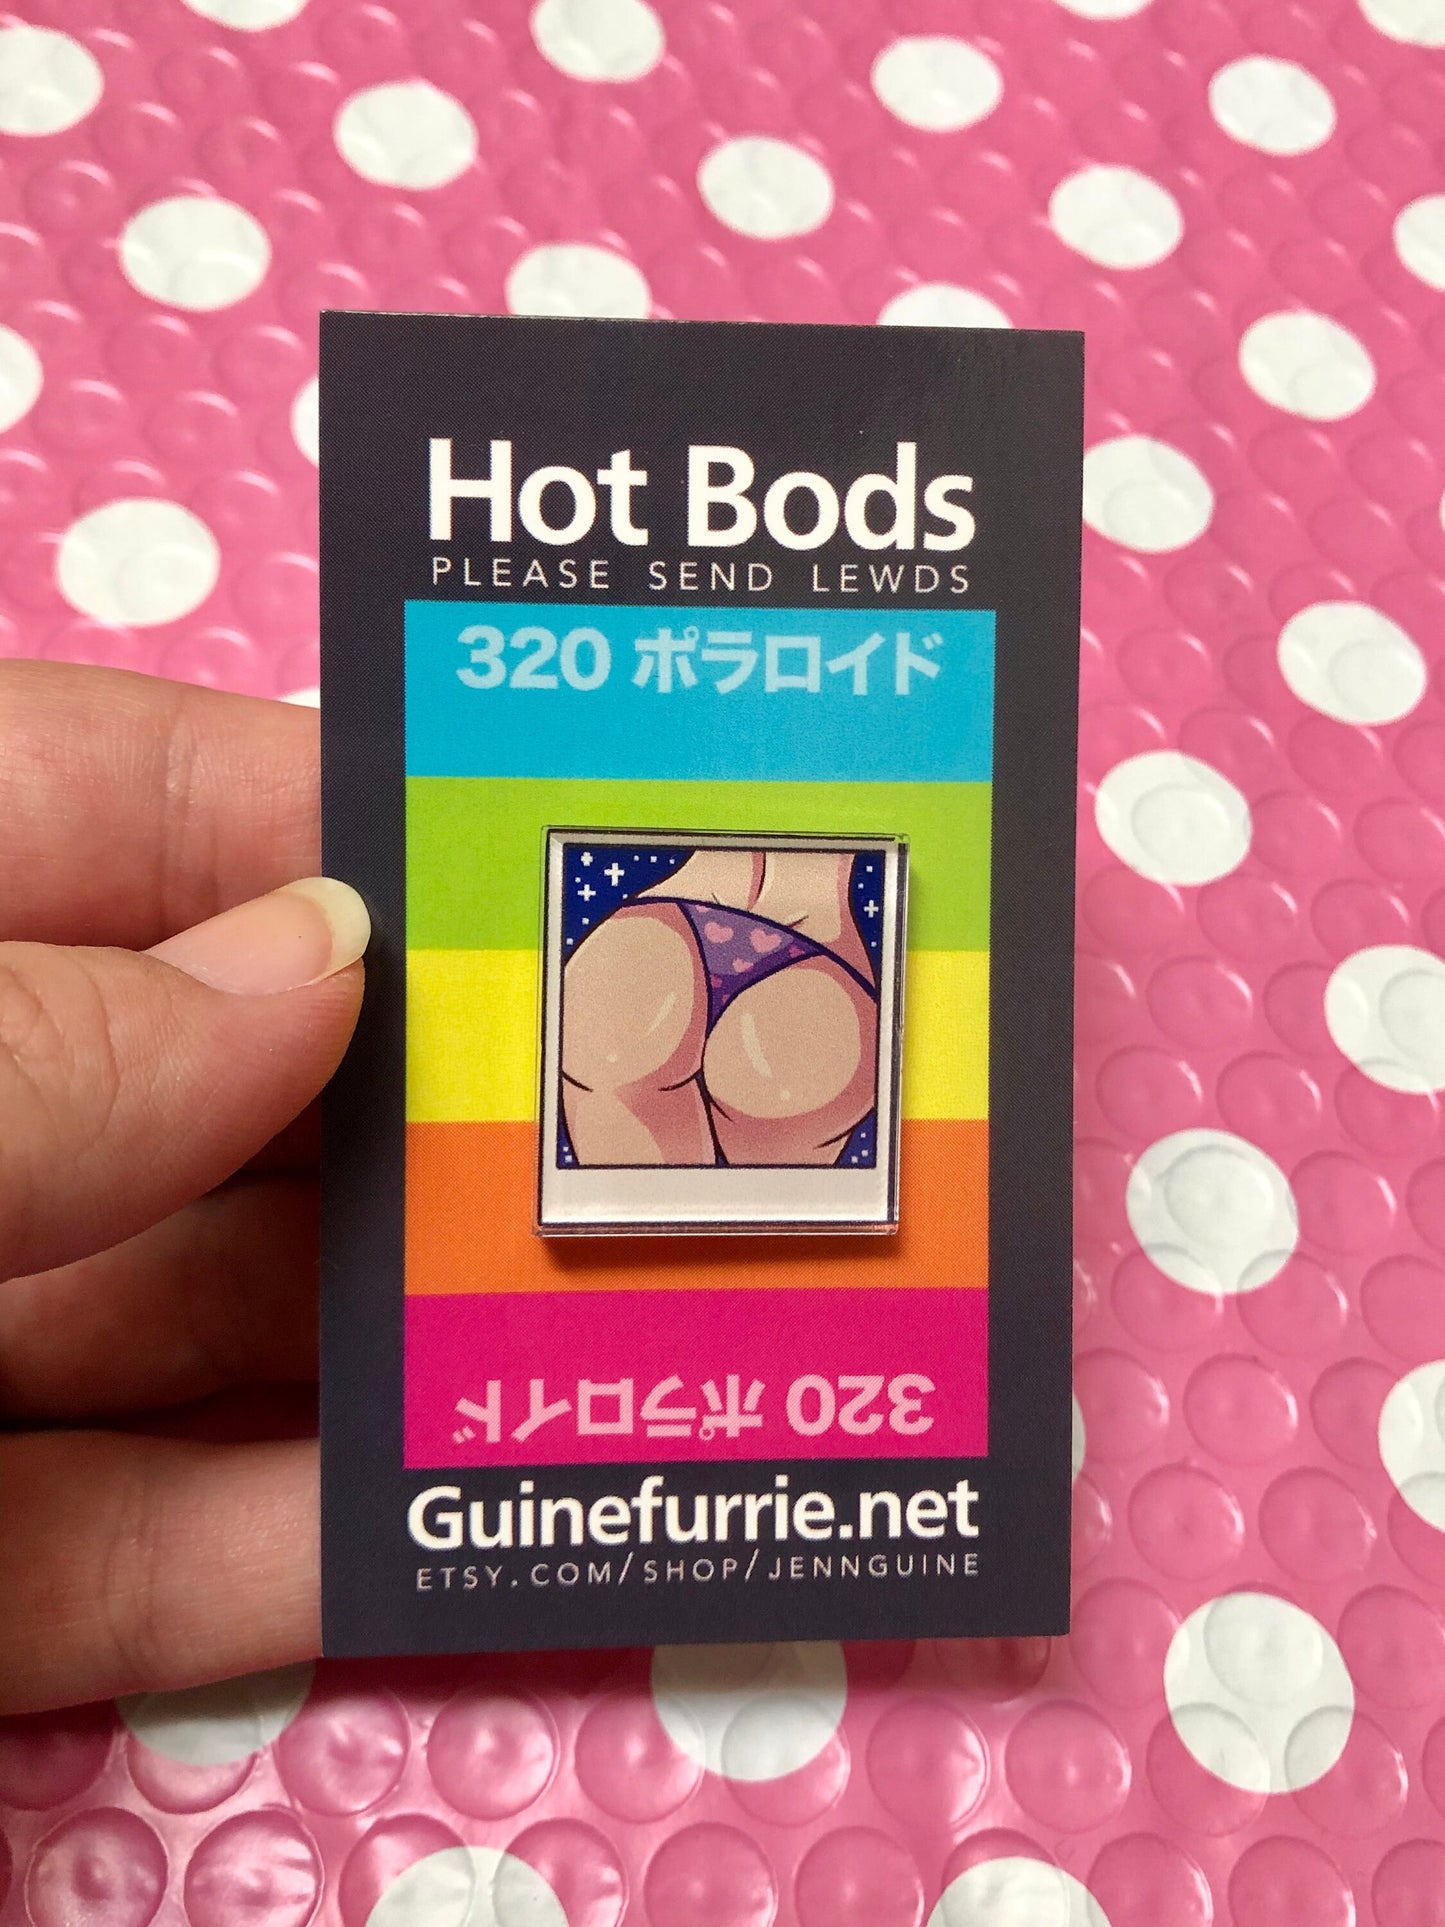 Hot Bods
PLEASE SEND LEWDS
320 ポラロイド
320 ポラロイド
Guinefurrie.net
ETSY.COM/SHOP/JENNGUINE